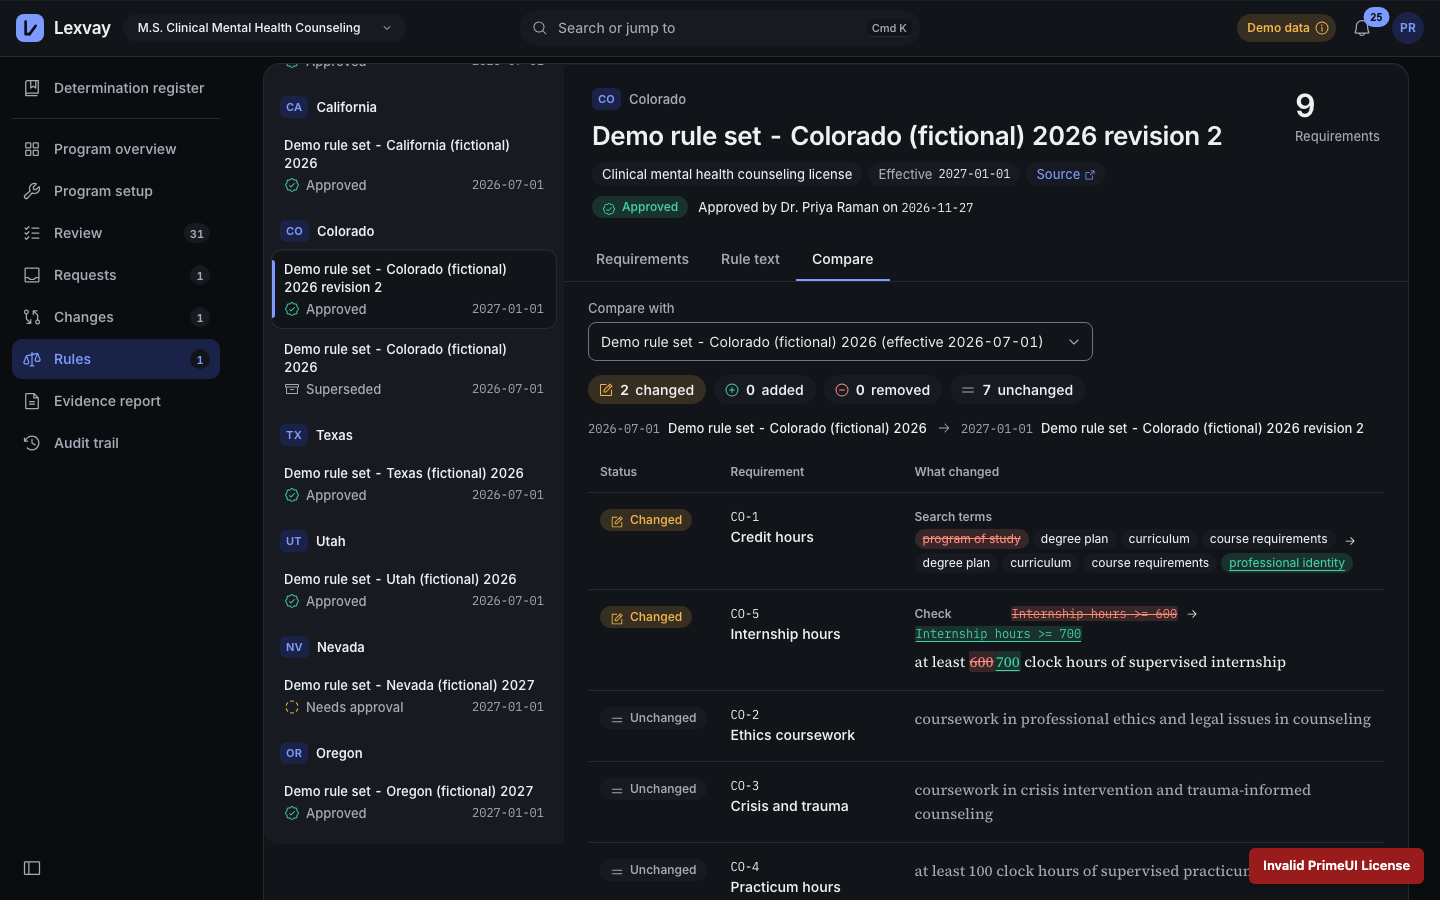 Lexvay
M.S. Clinical Mental Health Counseling
Search or jump to
Cmd K
Demo data
25
PR
Determination register
Program overview
Program setup
Review 31
Requests 1
Changes 1
Rules 1
Evidence report
Audit trail
Approved 2026-07-01
CA California
Demo rule set - California (fictional)
2026
Approved 2026-07-01
CO Colorado
Demo rule set - Colorado (fictional)
2026 revision 2
Approved 2027-01-01
Demo rule set - Colorado (fictional)
2026
Superseded 2026-07-01
TX Texas
Demo rule set - Texas (fictional) 2026
Approved 2026-07-01
UT Utah
Demo rule set - Utah (fictional) 2026
Approved 2026-07-01
NV Nevada
Demo rule set - Nevada (fictional) 2027
Needs approval 2027-01-01
OR Oregon
Demo rule set - Oregon (fictional) 2027
Approved 2027-01-01
CO Colorado
Demo rule set - Colorado (fictional) 2026 revision 2
9
Requirements
Clinical mental health counseling license
Effective 2027-01-01
Source
Approved
Approved by Dr. Priya Raman on 2026-11-27
Requirements
Rule text
Compare
Compare with
Demo rule set - Colorado (fictional) 2026 (effective 2026-07-01)
2 changed
0 added
0 removed
7 unchanged
2026-07-01 Demo rule set - Colorado (fictional) 2026 → 2027-01-01 Demo rule set - Colorado (fictional) 2026 revision 2
Status Requirement What changed
Changed
CO-1
Credit hours
Search terms
program of study degree plan curriculum course requirements →
degree plan curriculum course requirements professional identity
Changed
CO-5
Internship hours
Check Internship hours >= 600 →
Internship hours >= 700
at least 600 700 clock hours of supervised internship
Unchanged
CO-2
Ethics coursework
coursework in professional ethics and legal issues in counseling
Unchanged
CO-3
Crisis and trauma
coursework in crisis intervention and trauma-informed
counseling
Unchanged
CO-4
Practicum hours
at least 100 clock hours of supervised practicum
Invalid PrimeUI License